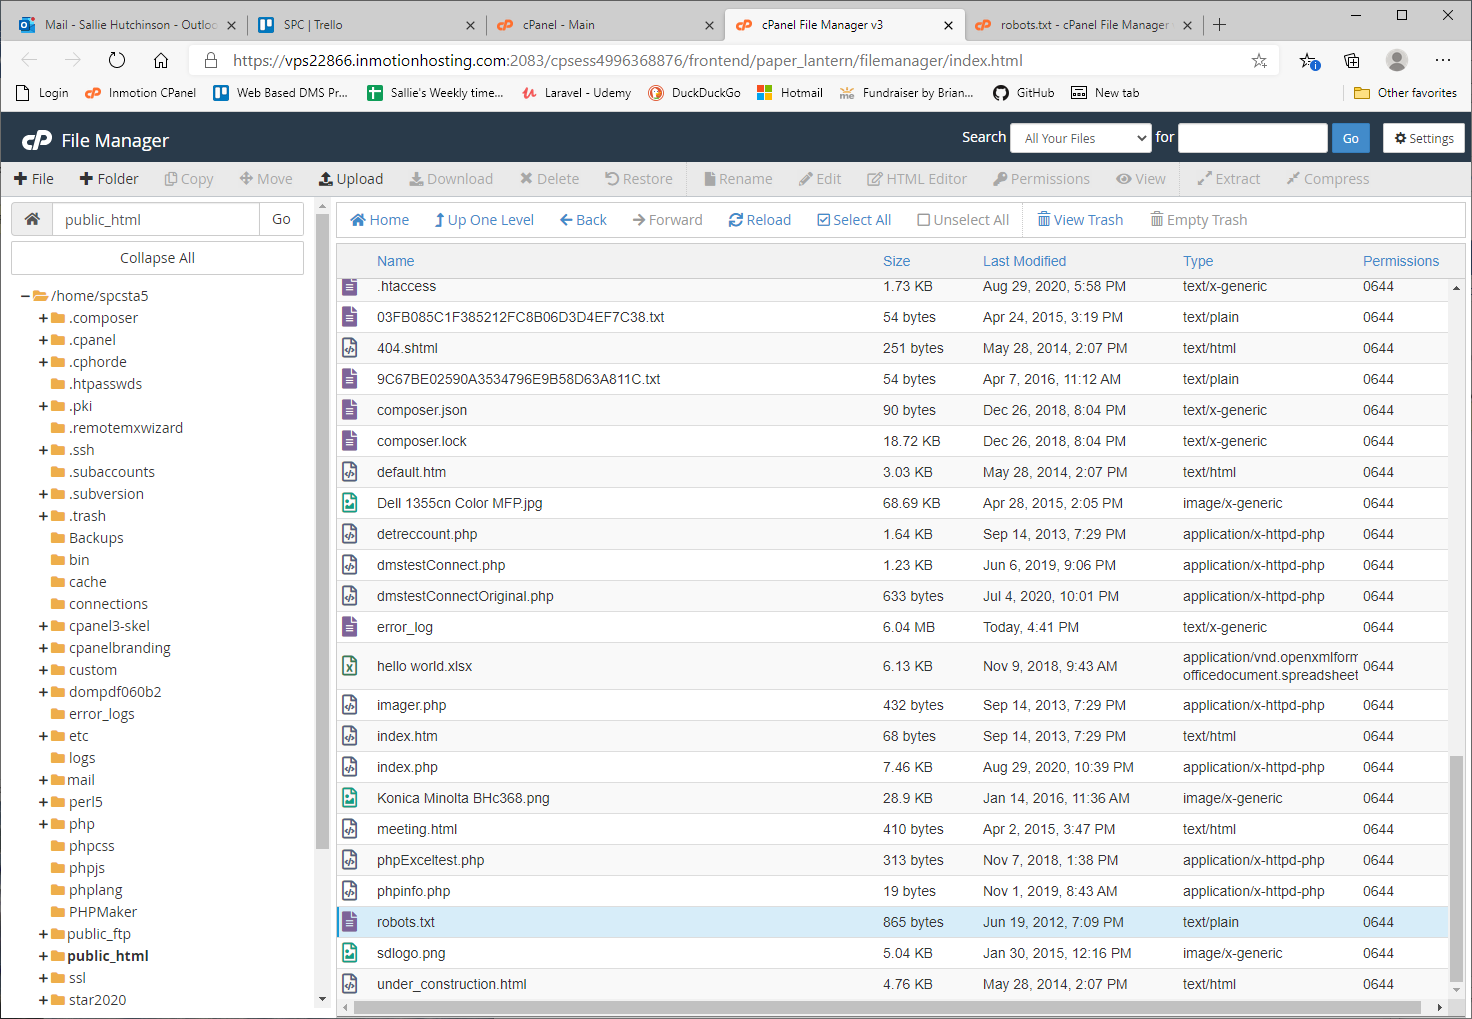 Mail - Sallie Hutchinson - Outloo
SPC | Trello
cPanel - Main
cPanel File Manager v3
robots.txt - cPanel File Manager
https://vps22866.inmotionhosting.com:2083/cpsess4996368876/frontend/paper_lantern/filemanager/index.html
Login
Inmotion CPanel
Web Based DMS Pr...
Sallie's Weekly time...
Laravel - Udemy
DuckDuckGo
Hotmail
Fundraiser by Brian...
GitHub
New tab
Other favorites
cP File Manager
Search All Your Files for Go Settings
File Folder Copy Move Upload Download Delete Restore Rename Edit HTML Editor Permissions View Extract Compress
public_html Go
Collapse All
/home/spcsta5
.composer
.cpanel
.cphorde
.htpasswds
.pki
.remotemxwizard
.ssh
.subaccounts
.subversion
.trash
Backups
bin
cache
connections
cpanel3-skel
cpanelbranding
custom
dompdf060b2
error_logs
etc
logs
mail
perl5
php
phpcss
phpjs
phplang
PHPMaker
public_ftp
public_html
ssl
star2020
Home Up One Level Back Forward Reload Select All Unselect All View Trash Empty Trash
Name Size Last Modified Type Permissions
.htaccess 1.73 KB Aug 29, 2020, 5:58 PM text/x-generic 0644
03FB085C1F385212FC8B06D3D4EF7C38.txt 54 bytes Apr 24, 2015, 3:19 PM text/plain 0644
404.shtml 251 bytes May 28, 2014, 2:07 PM text/html 0644
9C67BE02590A3534796E9B58D63A811C.txt 54 bytes Apr 7, 2016, 11:12 AM text/plain 0644
composer.json 90 bytes Dec 26, 2018, 8:04 PM text/x-generic 0644
composer.lock 18.72 KB Dec 26, 2018, 8:04 PM text/x-generic 0644
default.htm 3.03 KB May 28, 2014, 2:07 PM text/html 0644
Dell 1355cn Color MFP.jpg 68.69 KB Apr 28, 2015, 2:05 PM image/x-generic 0644
detreccount.php 1.64 KB Sep 14, 2013, 7:29 PM application/x-httpd-php 0644
dmstestConnect.php 1.23 KB Jun 6, 2019, 9:06 PM application/x-httpd-php 0644
dmstestConnectOriginal.php 633 bytes Jul 4, 2020, 10:01 PM application/x-httpd-php 0644
error_log 6.04 MB Today, 4:41 PM text/x-generic 0644
hello world.xlsx 6.13 KB Nov 9, 2018, 9:43 AM application/vnd.openxmlform 0644
officedocument.spreadsheet
imager.php 432 bytes Sep 14, 2013, 7:29 PM application/x-httpd-php 0644
index.htm 68 bytes Sep 14, 2013, 7:29 PM text/html 0644
index.php 7.46 KB Aug 29, 2020, 10:39 PM application/x-httpd-php 0644
Konica Minolta BHc368.png 28.9 KB Jan 14, 2016, 11:36 AM image/x-generic 0644
meeting.html 410 bytes Apr 2, 2015, 3:47 PM text/html 0644
phpExceltest.php 313 bytes Nov 7, 2018, 1:38 PM application/x-httpd-php 0644
phpinfo.php 19 bytes Nov 1, 2019, 8:43 AM application/x-httpd-php 0644
robots.txt 865 bytes Jun 19, 2012, 7:09 PM text/plain 0644
sdlogo.png 5.04 KB Jan 30, 2015, 12:16 PM image/x-generic 0644
under_construction.html 4.76 KB May 28, 2014, 2:07 PM text/html 0644